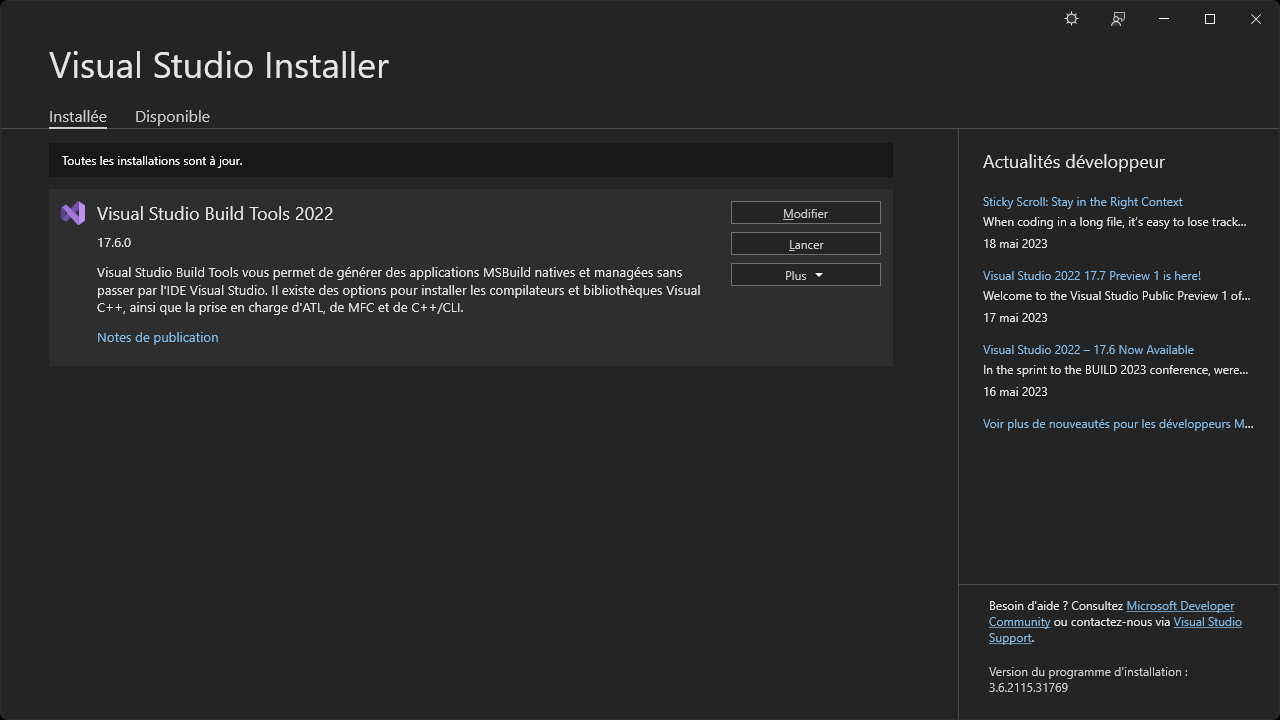 Visual Studio Installer
Installée
Disponible
Toutes les installations sont à jour.
Visual Studio Build Tools 2022
17.6.0
Visual Studio Build Tools vous permet de générer des applications MSBuild natives et managées sans
passer par l'IDE Visual Studio. Il existe des options pour installer les compilateurs et bibliothèques Visual
C++, ainsi que la prise en charge d'ATL, de MFC et de C++/CLI.
Notes de publication
Modifier
Lancer
Plus
Actualités développeur
Sticky Scroll: Stay in the Right Context
When coding in a long file, it's easy to lose track...
18 mai 2023
Visual Studio 2022 17.7 Preview 1 is here!
Welcome to the Visual Studio Public Preview 1 of...
17 mai 2023
Visual Studio 2022 – 17.6 Now Available
In the sprint to the BUILD 2023 conference, were...
16 mai 2023
Voir plus de nouveautés pour les développeurs M...
Besoin d'aide ? Consultez Microsoft Developer
Community ou contactez-nous via Visual Studio
Support.
Version du programme d'installation :
3.6.2115.31769